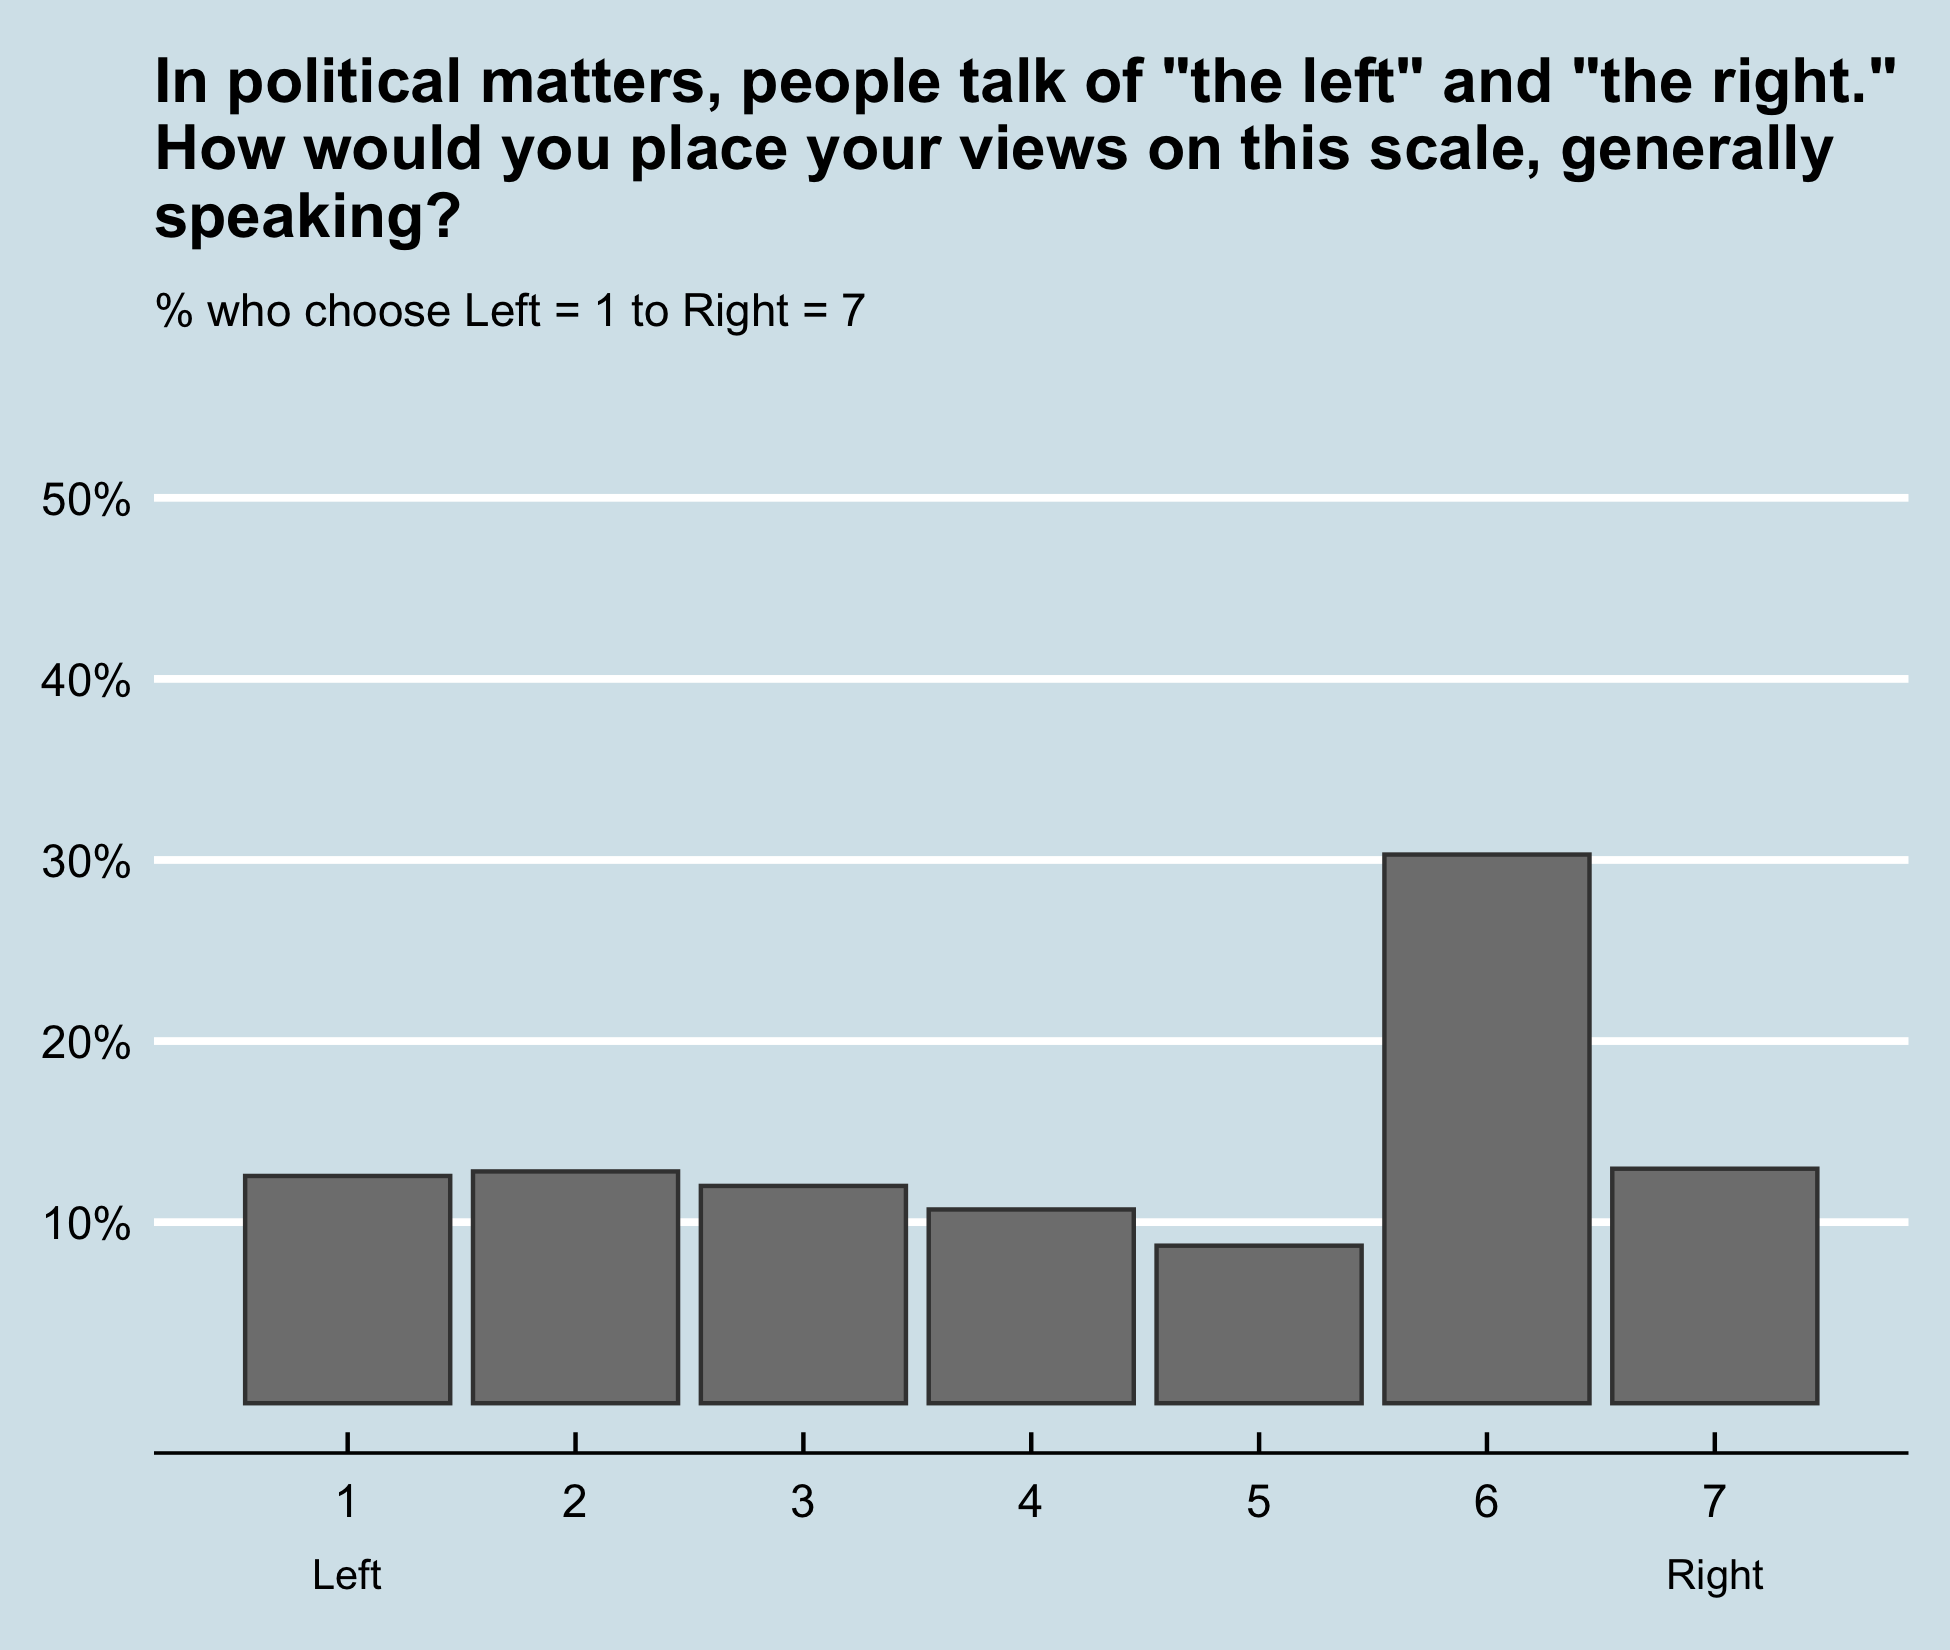 In political matters, people talk of "the left" and "the right."
How would you place your views on this scale, generally
speaking?
% who choose Left = 1 to Right = 7
50%
40%
30%
20%
10%
1 2 3 4 5 6 7
Left Right